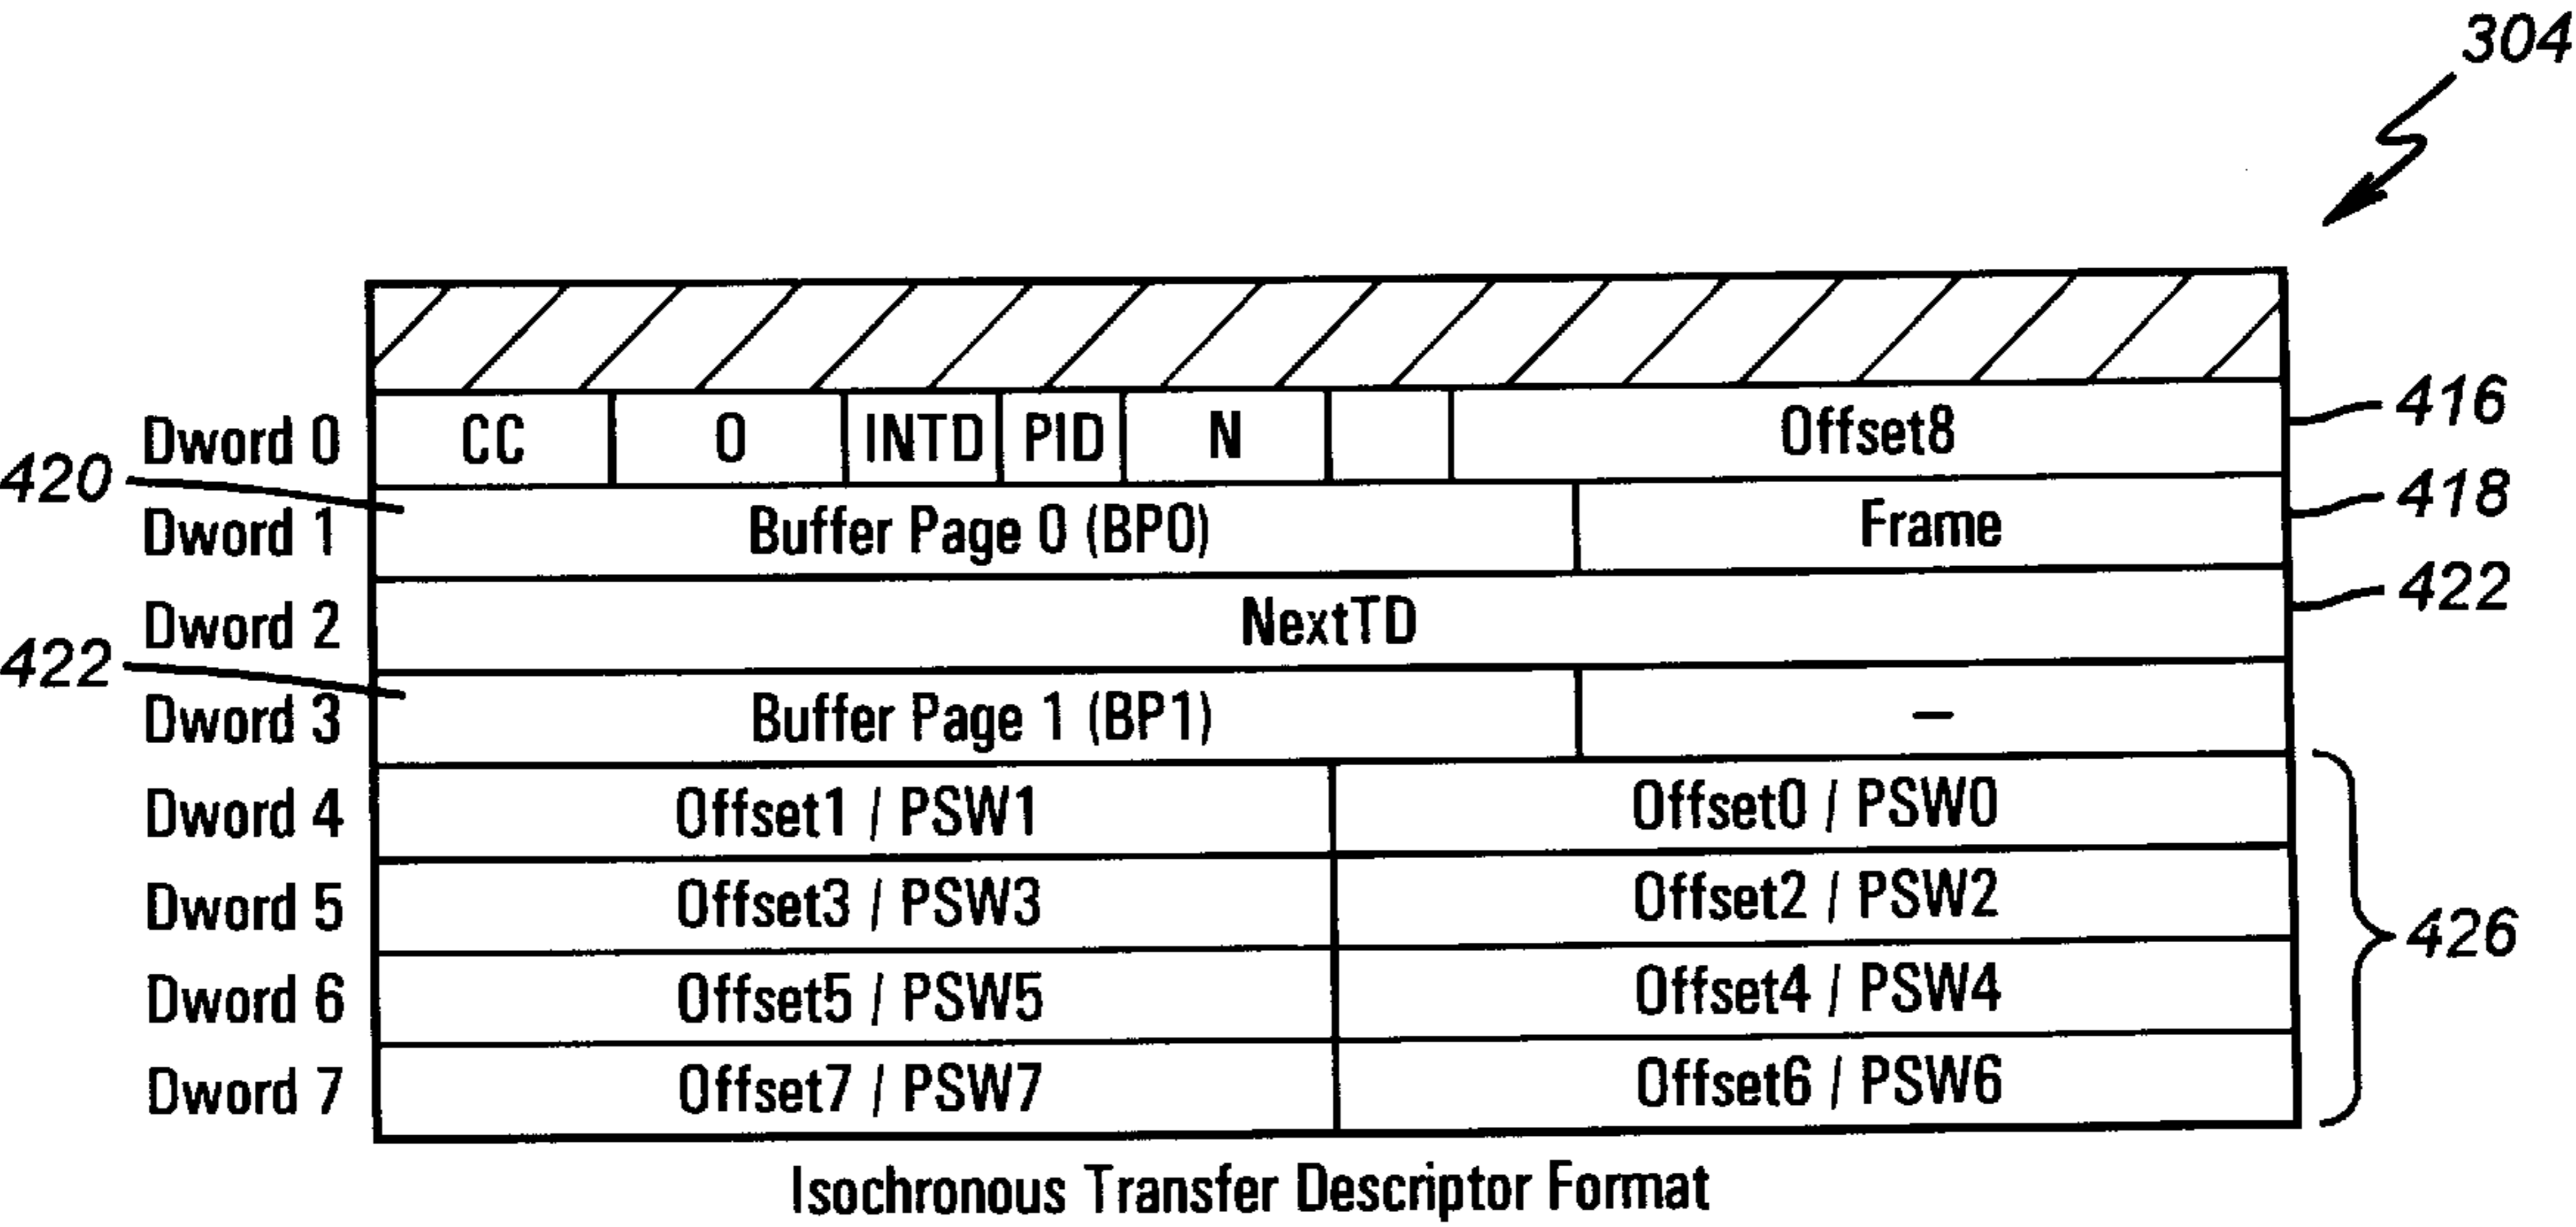 304
Dword 0 CC 0 INTD PID N Offset8 416
420 Dword 1 Buffer Page 0 (BP0) Frame 418
Dword 2 NextTD 422
422 Dword 3 Buffer Page 1 (BP1) –
Dword 4 Offset1 / PSW1 Offset0 / PSW0
Dword 5 Offset3 / PSW3 Offset2 / PSW2 426
Dword 6 Offset5 / PSW5 Offset4 / PSW4
Dword 7 Offset7 / PSW7 Offset6 / PSW6
Isochronous Transfer Descriptor Format